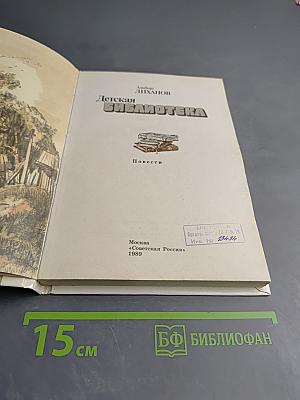 Альберт
ЛИХАНОВ
Детская
БИБЛИОТЕКА
Повести
Москва
«Советская Россия»
1989
15 см
БФ БИБЛИОФАН